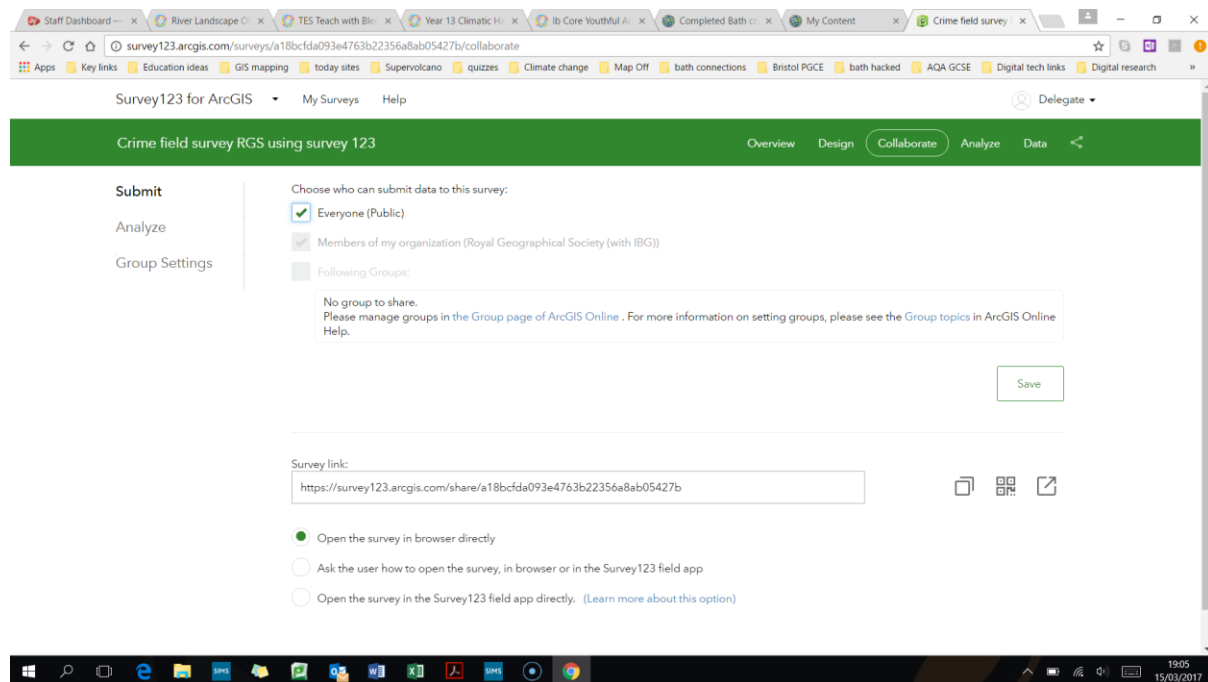 Staff Dashboard —
River Landscape O
TES Teach with Ble
Year 13 Climatic Ha
Ib Core Youthful Ar
Completed Bath co
My Content
Crime field survey
survey123.arcgis.com/surveys/a18bcfda093e4763b22356a8ab05427b/collaborate
Apps Key links Education ideas GIS mapping today sites Supervolcano quizzes Climate change Map Off bath connections Bristol PGCE bath hacked AQA GCSE Digital tech links Digital research »
Survey123 for ArcGIS My Surveys Help Delegate
Crime field survey RGS using survey 123 Overview Design Collaborate Analyze Data
Submit
Analyze
Group Settings
Choose who can submit data to this survey:
Everyone (Public)
Members of my organization (Royal Geographical Society (with IBG))
Following Groups:
No group to share.
Please manage groups in the Group page of ArcGIS Online . For more information on setting groups, please see the Group topics in ArcGIS Online
Help.
Save
Survey link:
https://survey123.arcgis.com/share/a18bcfda093e4763b22356a8ab05427b
Open the survey in browser directly
Ask the user how to open the survey, in browser or in the Survey123 field app
Open the survey in the Survey123 field app directly. (Learn more about this option)
SIMS SIMS
19:05
15/03/2017